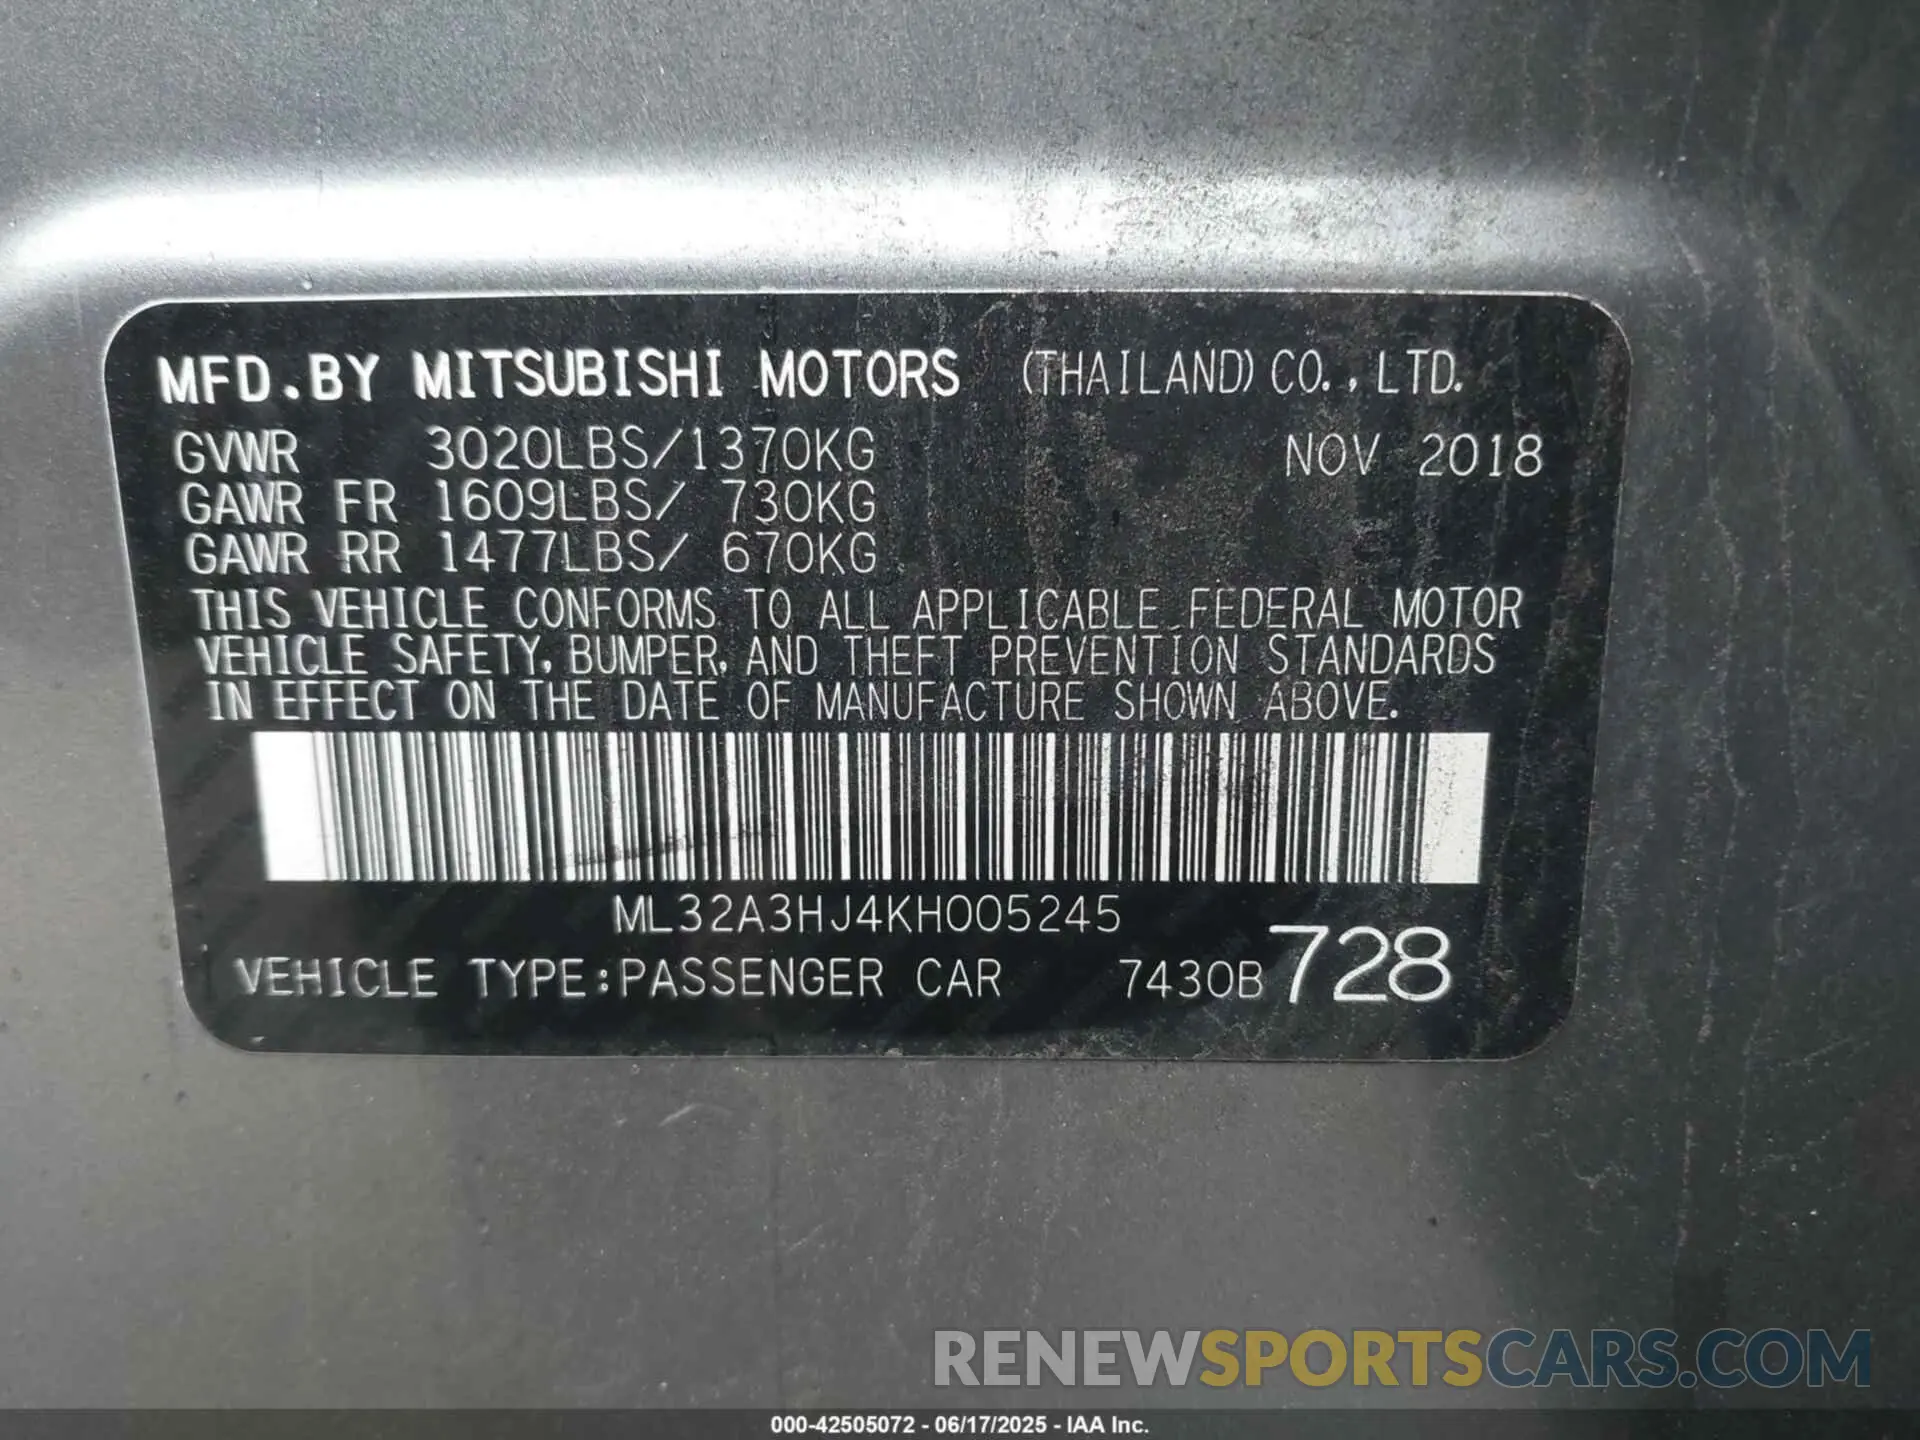 MFD.BY MITSUBISHI MOTORS (THAILAND) CO., LTD.
GVWR 3020LBS/1370KG NOV 2018
GAWR FR 1609LBS/ 730KG
GAWR RR 1477LBS/ 670KG
THIS VEHICLE CONFORMS TO ALL APPLICABLE FEDERAL MOTOR
VEHICLE SAFETY, BUMPER, AND THEFT PREVENTION STANDARDS
IN EFFECT ON THE DATE OF MANUFACTURE SHOWN ABOVE.
ML32A3HJ4KH005245
VEHICLE TYPE:PASSENGER CAR 7430B 728
RENEWSPORTSCARS.COM
000-42505072 - 06/17/2025 - IAA Inc.